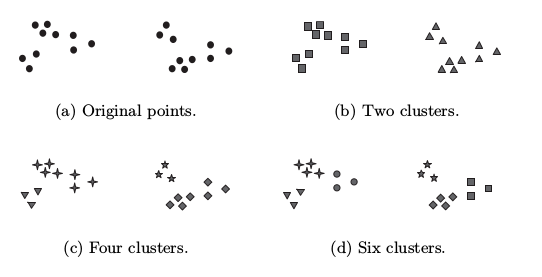 (a) Original points.
(b) Two clusters.
(c) Four clusters.
(d) Six clusters.